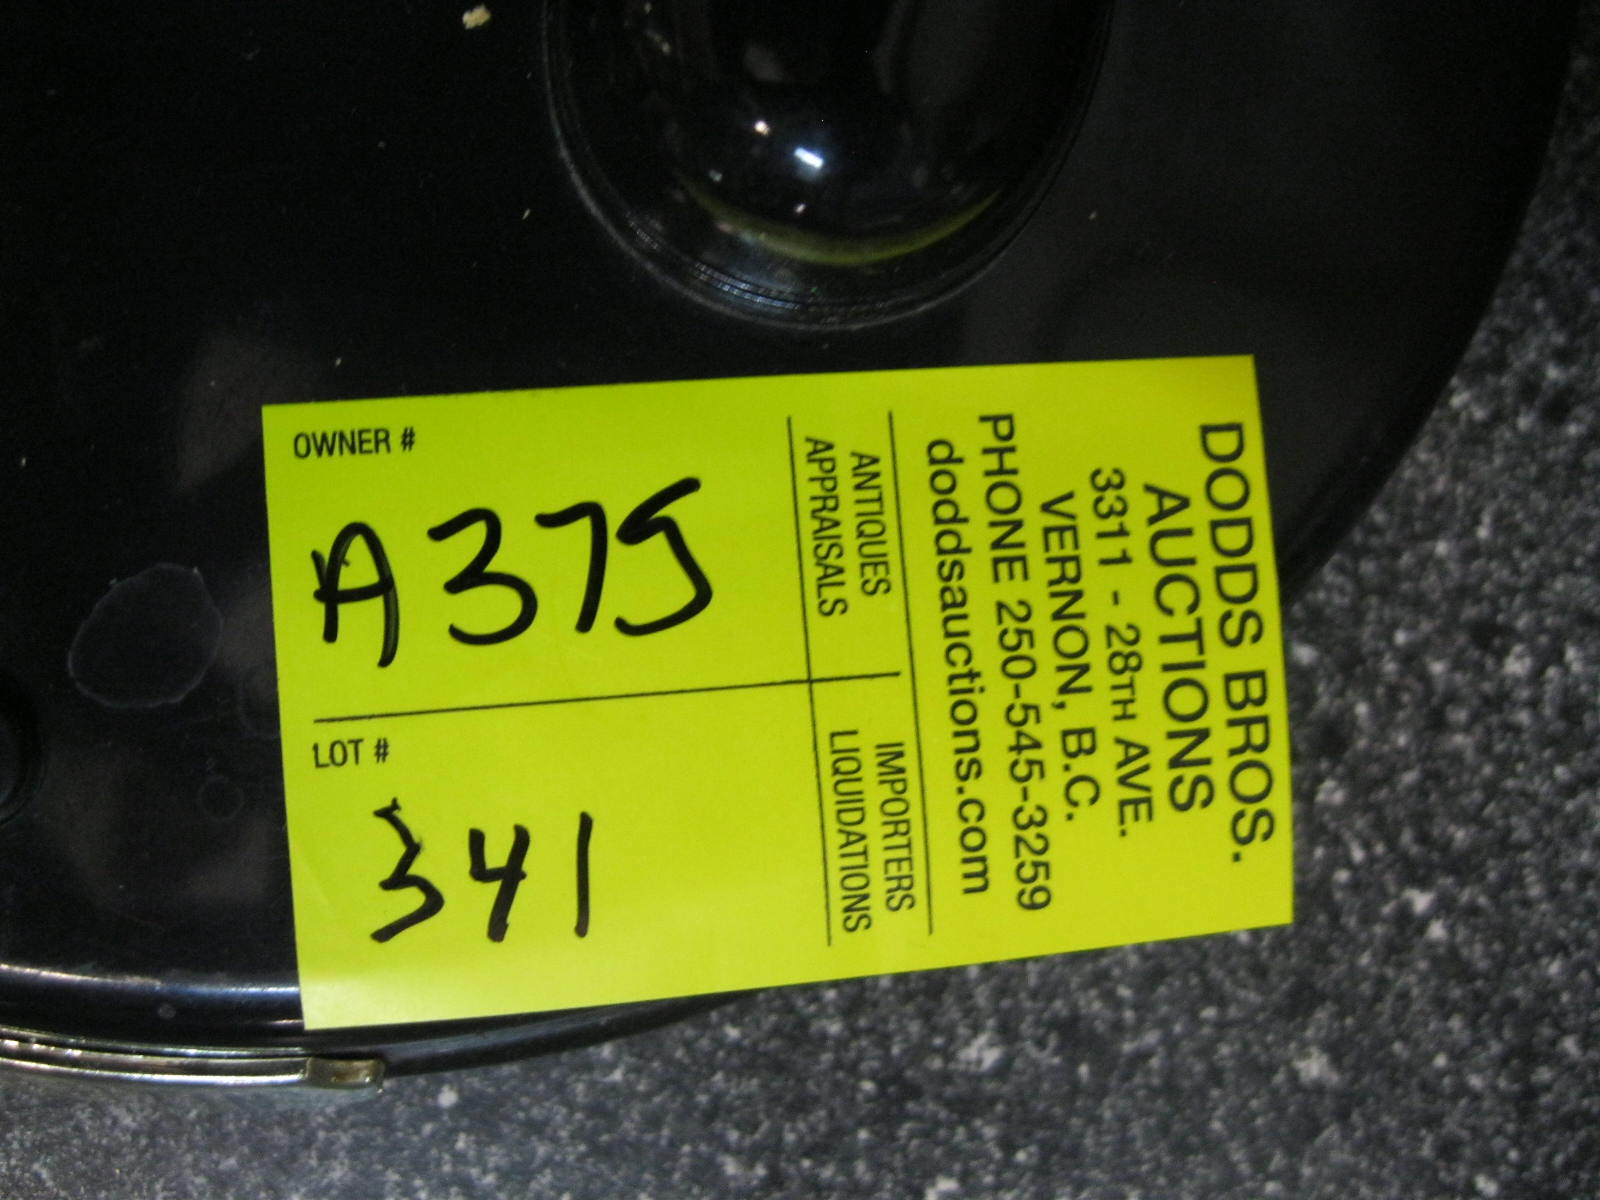 DODDS BROS.
AUCTIONS
3311 - 28TH AVE.
VERNON, B.C.
PHONE 250-545-3259
doddsauctions.com
ANTIQUES
APPRAISALS
IMPORTERS
LIQUIDATIONS
OWNER #
A375
LOT #
341